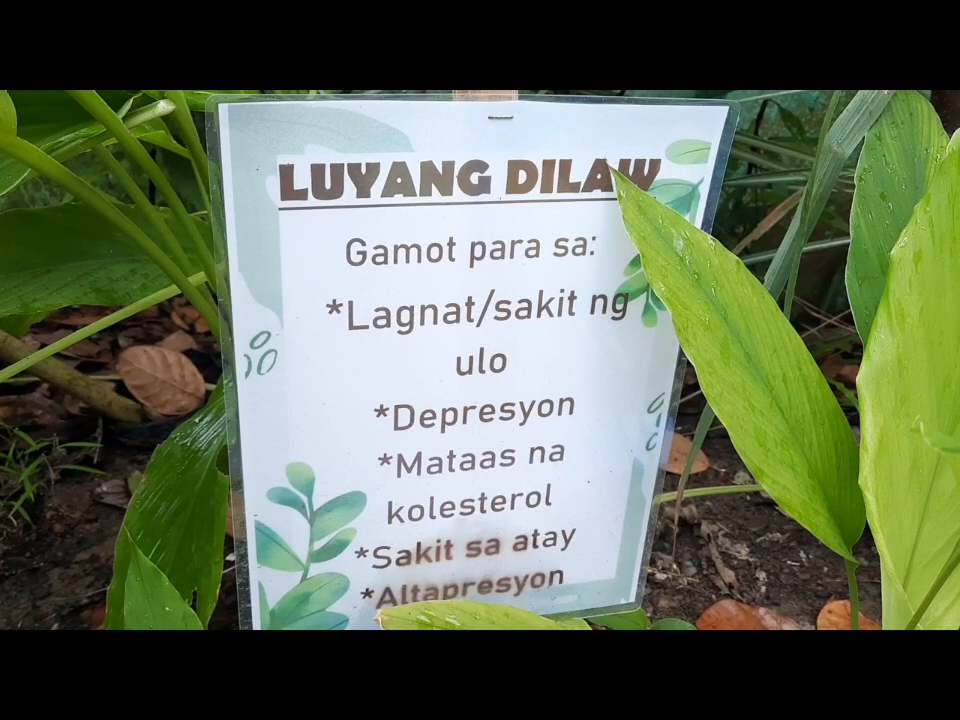 LUYANG DILAW
Gamot para sa:
*Lagnat/sakit ng
ulo
*Depresyon
*Mataas na
kolesterol
*Sakit sa atay
*Altapresyon